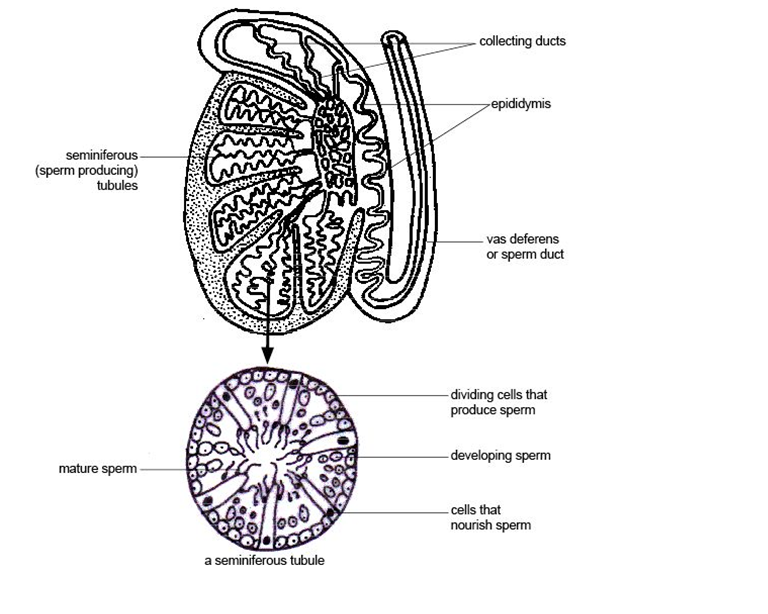 collecting ducts
epididymis
seminiferous
(sperm producing)
tubules
vas deferens
or sperm duct
dividing cells that
produce sperm
developing sperm
mature sperm
cells that
nourish sperm
a seminiferous tubule